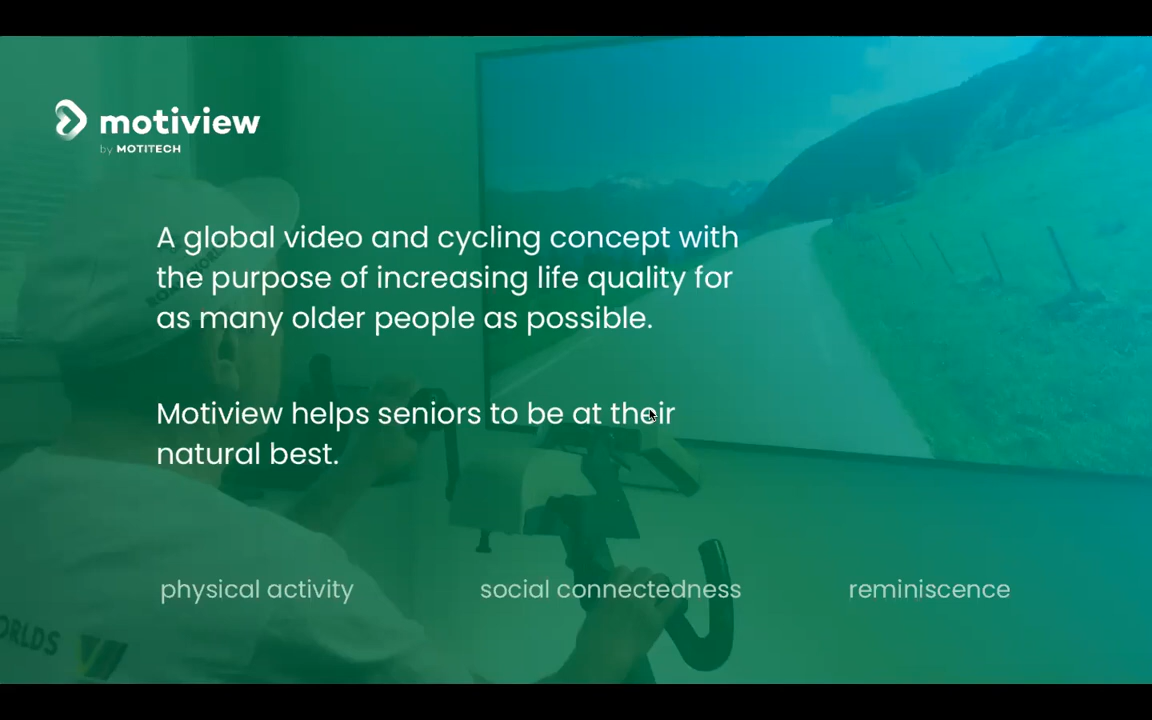 motiview
by MOTITECH
A global video and cycling concept with
the purpose of increasing life quality for
as many older people as possible.
Motiview helps seniors to be at their
natural best.
physical activity
social connectedness
reminiscence